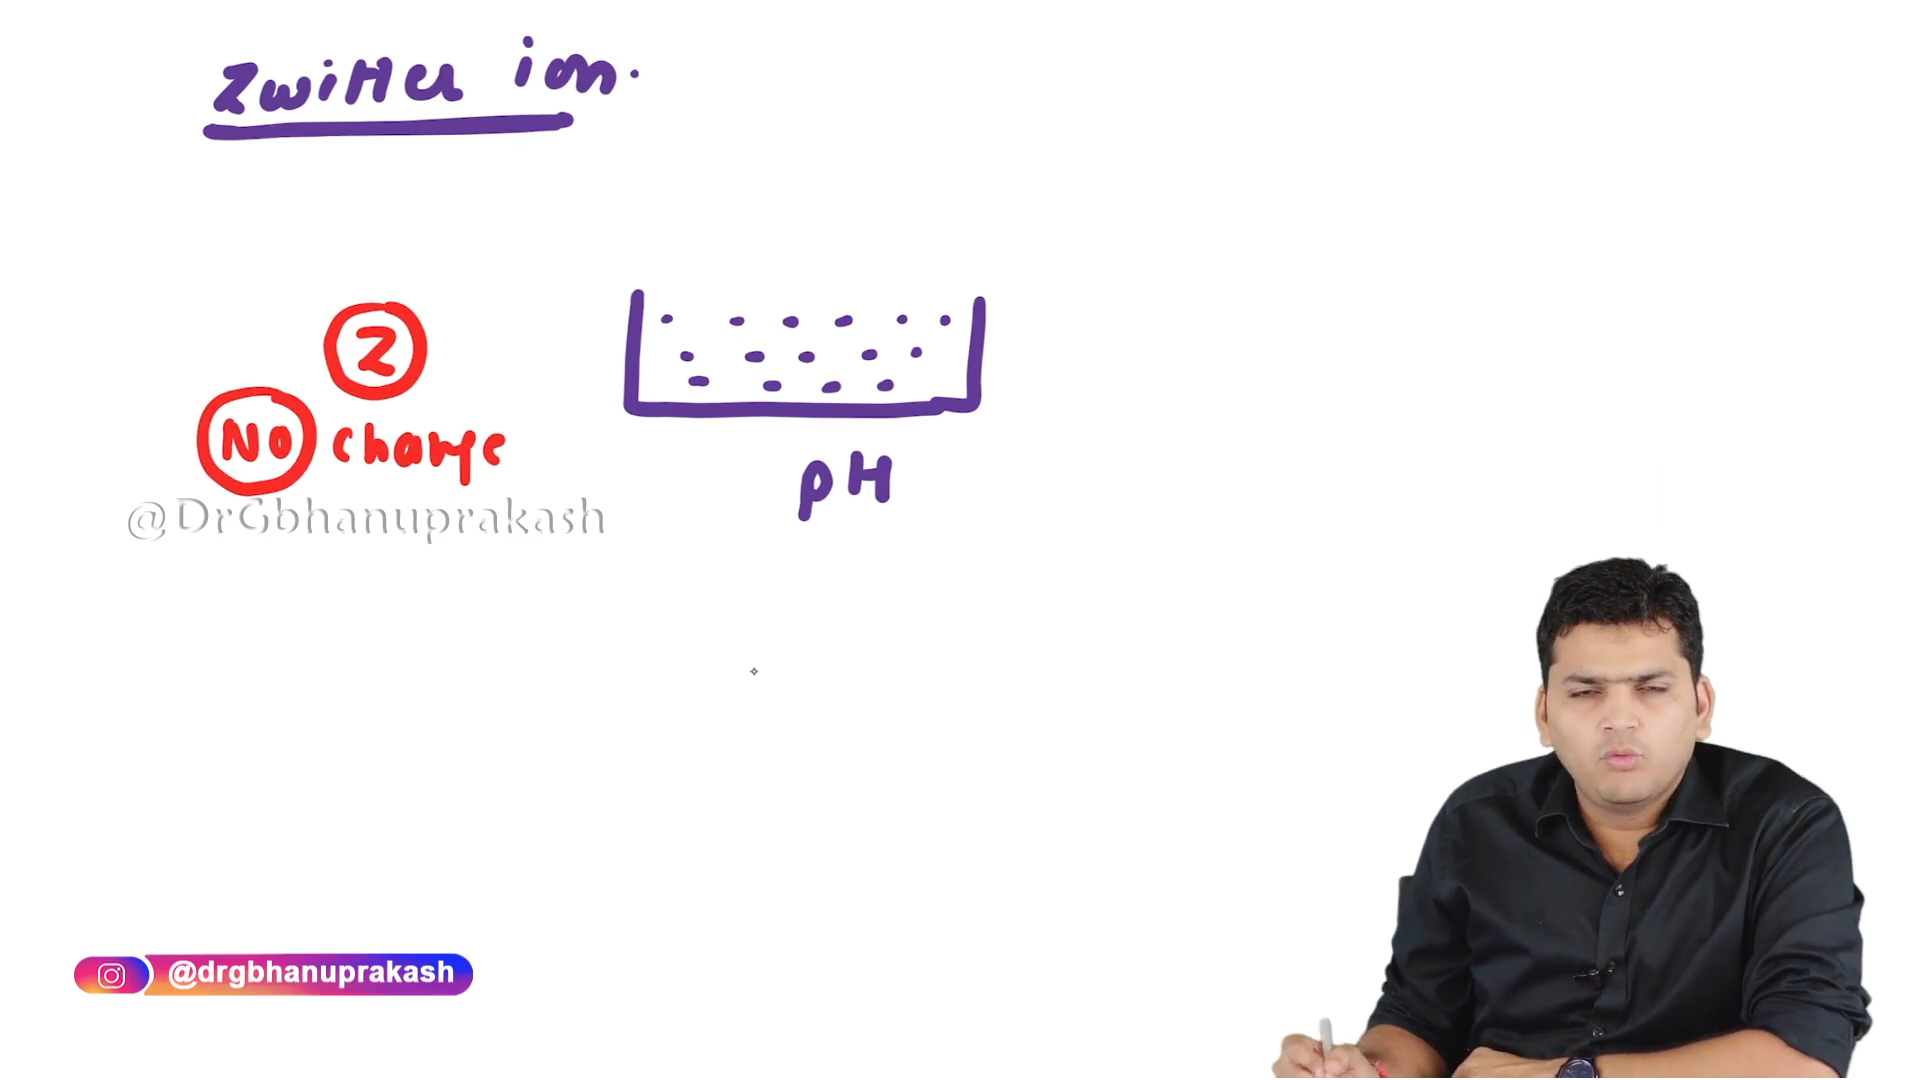 Zwitter ion.
Z
NO charge
@DrGbhanuprakash
pH
@drgbhanuprakash